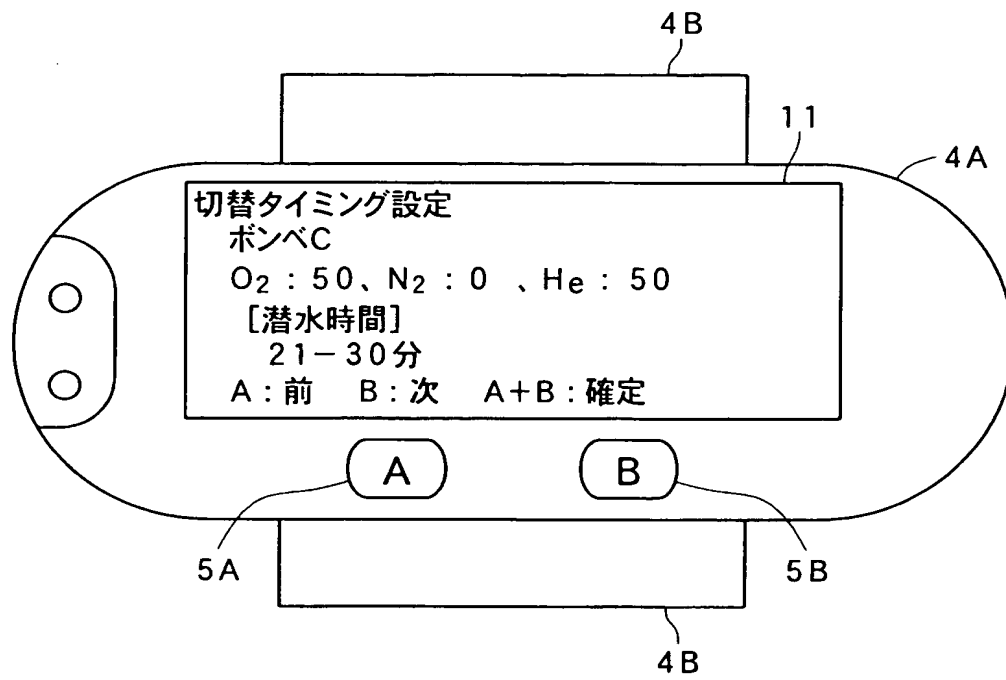 4B
11
4A
切替タイミング設定
ボンベC
O2：50、N2：0 、He：50
[潜水時間]
21－30分
A：前 B：次 A＋B：確定
A B
5A 5B
4B